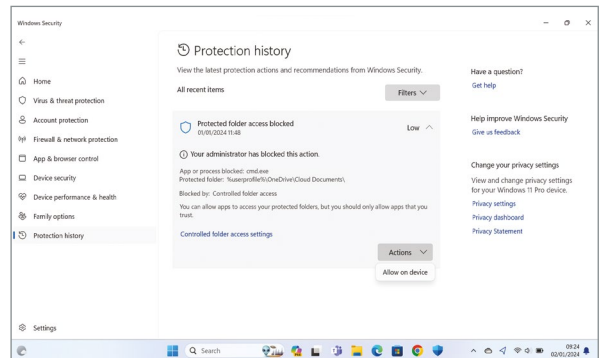 Windows Security
Home
Virus & threat protection
Account protection
Firewall & network protection
App & browser control
Device security
Device performance & health
Family options
Protection history
Settings
Protection history
View the latest protection actions and recommendations from Windows Security.
All recent items
Filters
Protected folder access blocked
01/01/2024 11:48
Low
Your administrator has blocked this action.
App or process blocked: cmd.exe
Protected folder: %userprofile%\OneDrive\Cloud Documents\
Blocked by: Controlled folder access
You can allow apps to access your protected folders, but you should only allow apps that you
trust.
Controlled folder access settings
Actions
Allow on device
Have a question?
Get help
Help improve Windows Security
Give us feedback
Change your privacy settings
View and change privacy settings
for your Windows 11 Pro device.
Privacy settings
Privacy dashboard
Privacy Statement
Search
09:24
02/01/2024